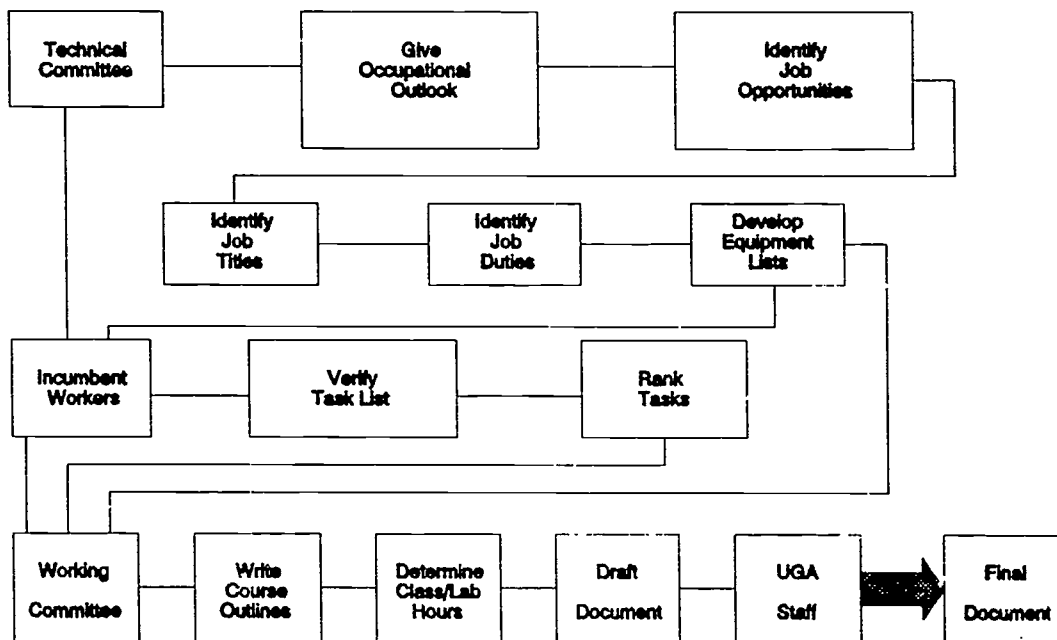 Technical
Committee
Give
Occupational
Outlook
Identify
Job
Opportunities
Identify
Job
Titles
Identify
Job
Duties
Develop
Equipment
Lists
Incumbent
Workers
Verify
Task List
Rank
Tasks
Working
Committee
Write
Course
Outlines
Determine
Class/Lab
Hours
Draft
Document
UGA
Staff
Final
Document